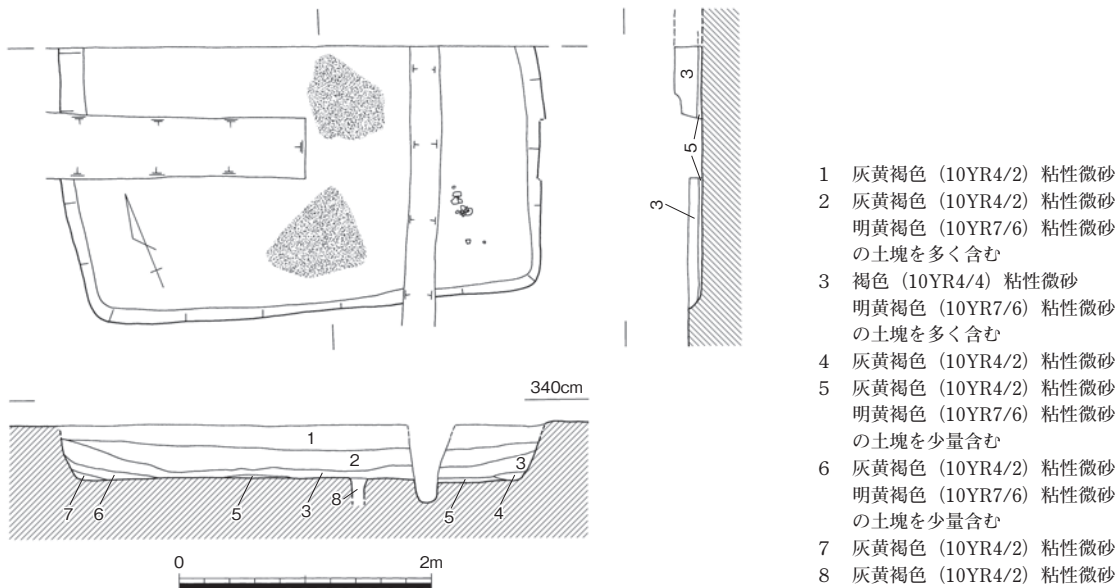 3
5
3
340cm
1
2
3
8
7
6
5
3
5
4
0
2m
1 灰黄褐色（10YR4/2）粘性微砂
2 灰黄褐色（10YR4/2）粘性微砂
明黄褐色（10YR7/6）粘性微砂
の土塊を多く含む
3 褐色（10YR4/4）粘性微砂
明黄褐色（10YR7/6）粘性微砂
の土塊を多く含む
4 灰黄褐色（10YR4/2）粘性微砂
5 灰黄褐色（10YR4/2）粘性微砂
明黄褐色（10YR7/6）粘性微砂
の土塊を少量含む
6 灰黄褐色（10YR4/2）粘性微砂
明黄褐色（10YR7/6）粘性微砂
の土塊を少量含む
7 灰黄褐色（10YR4/2）粘性微砂
8 灰黄褐色（10YR4/2）粘性微砂